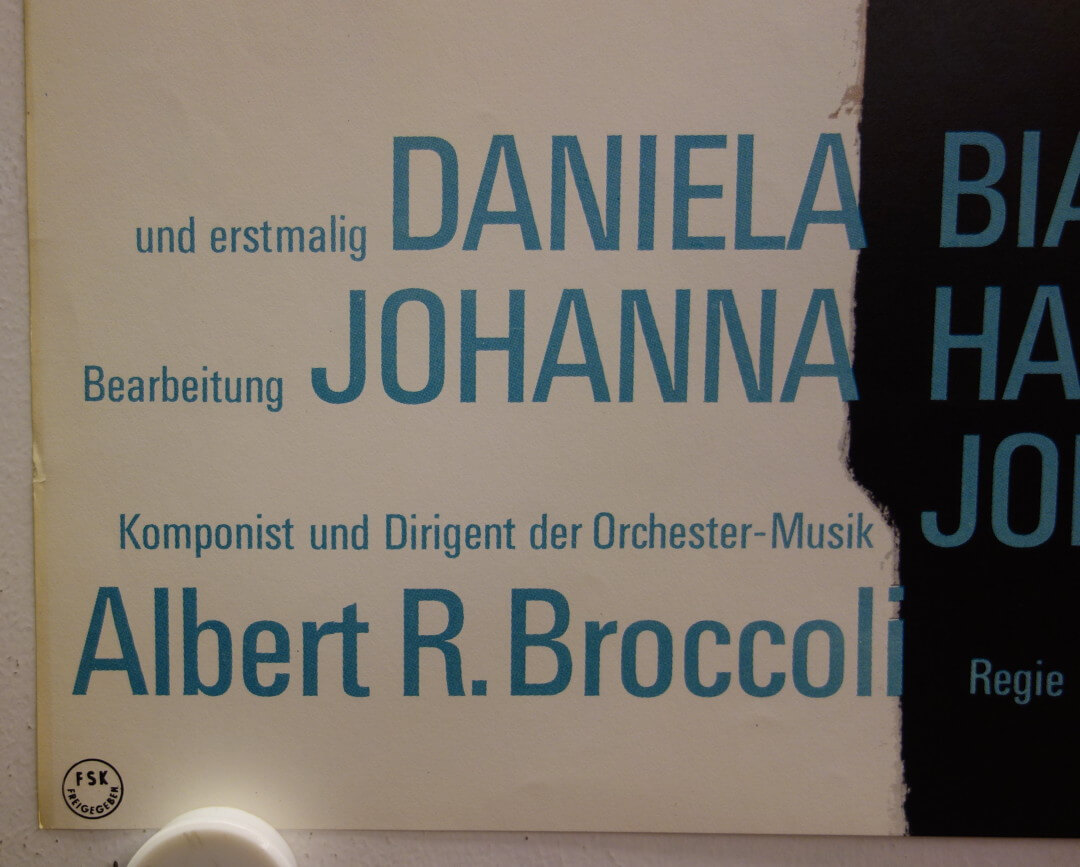 und erstmalig DANIELA BIA
Bearbeitung JOHANNA HA
Komponist und Dirigent der Orchester-Musik JO
Albert R. Broccoli
Regie
FSK
FREIGEGEBEN